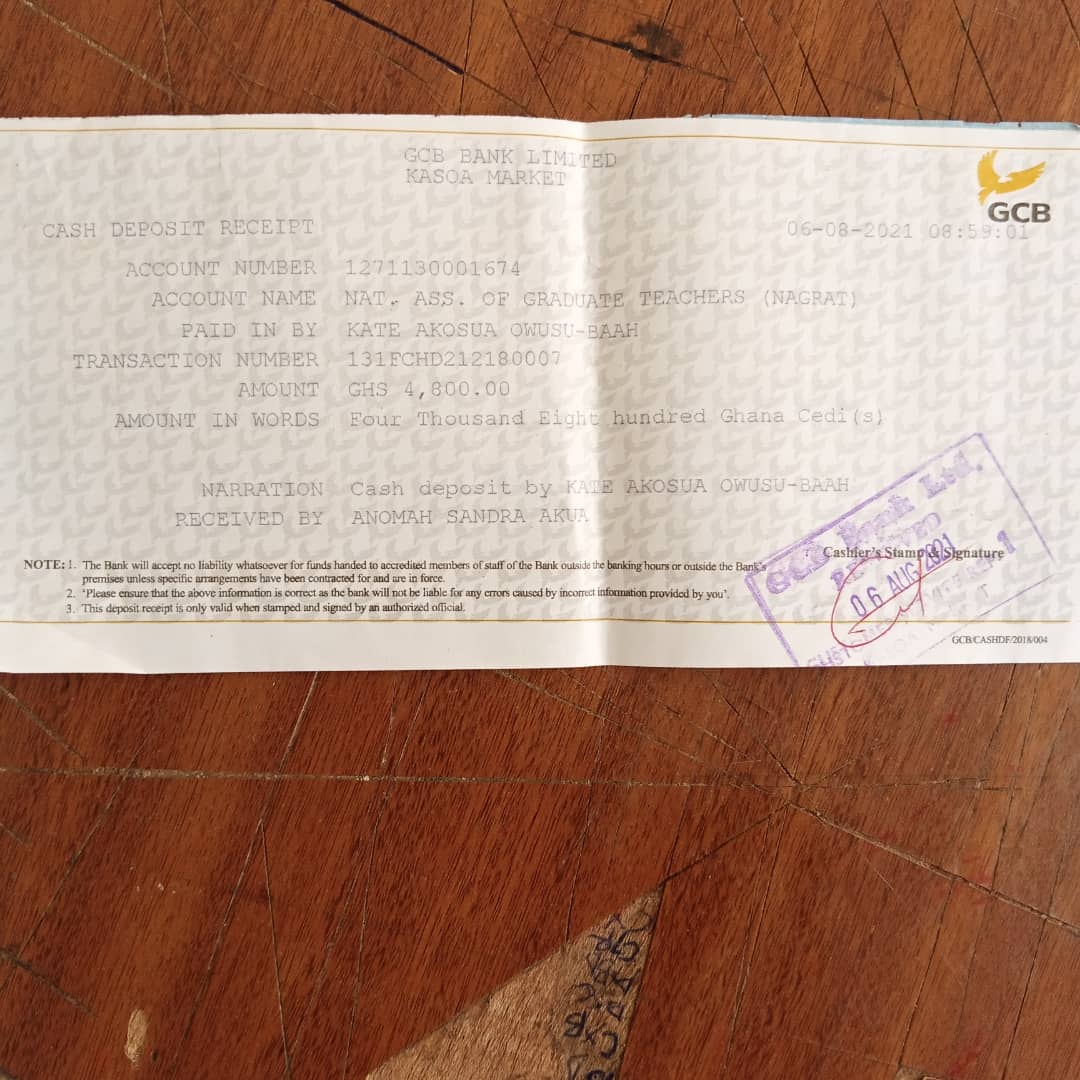 GCB BANK LIMITED
KASOA MARKET
GCB
CASH DEPOSIT RECEIPT 06-08-2021 08:59:01
ACCOUNT NUMBER 1271130001674
ACCOUNT NAME NAT. ASS. OF GRADUATE TEACHERS (NAGRAT)
PAID IN BY KATE AKOSUA OWUSU-BAAH
TRANSACTION NUMBER 131FCHD212180007
AMOUNT GHS 4,800.00
AMOUNT IN WORDS Four Thousand Eight hundred Ghana Cedi(s)
NARRATION Cash deposit by KATE AKOSUA OWUSU-BAAH
RECEIVED BY ANOMAH SANDRA AKUA
GCB Bank Ltd.
Cashier's Stamp & Signature
06 AUG 2021
1
NOTE: 1. The Bank will accept no liability whatsoever for funds handed to accredited members of staff of the Bank outside the banking hours or outside the Bank's
premises unless specific arrangements have been contracted for and are in force.
2. 'Please ensure that the above information is correct as the bank will not be liable for any errors caused by incorrect information provided by you'.
3. This deposit receipt is only valid when stamped and signed by an authorized official.
GCB/CASHDF/2018/004